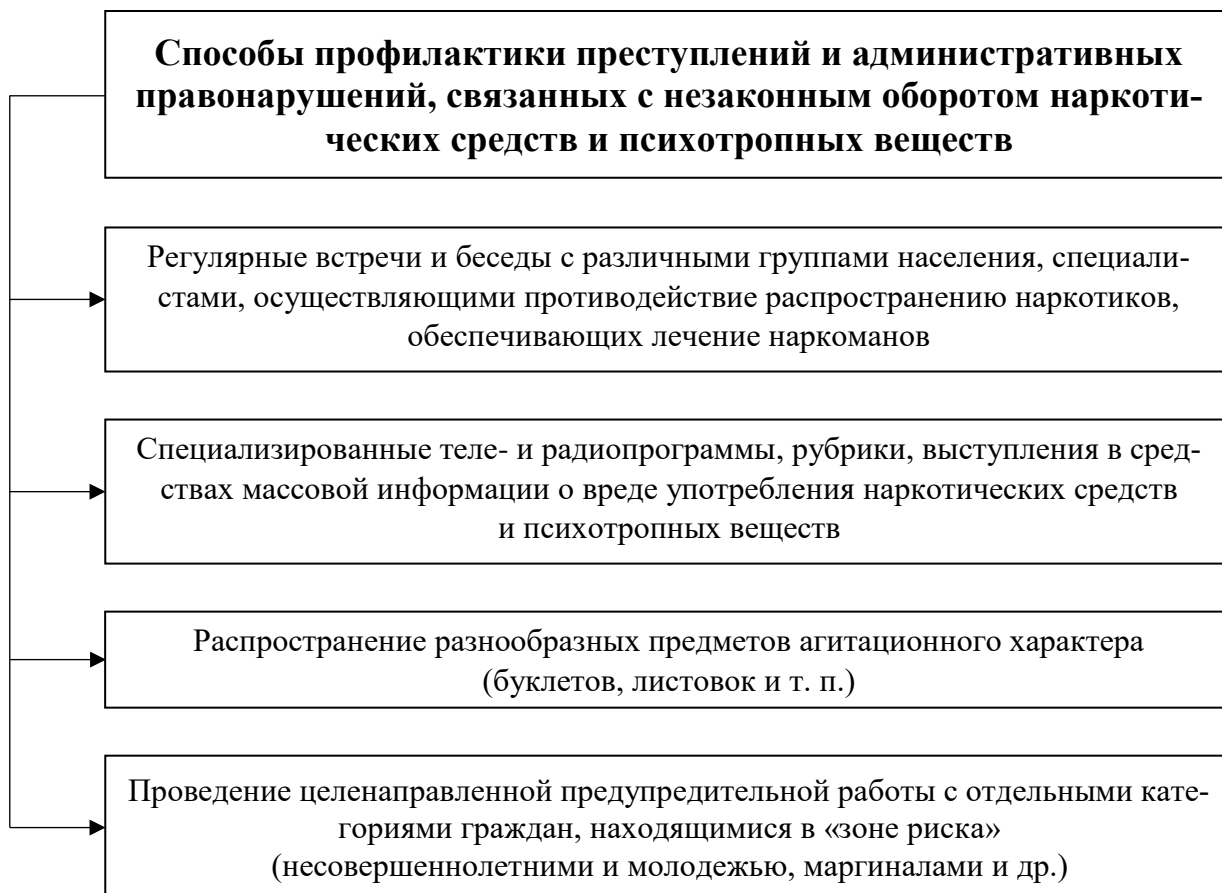 Способы профилактики преступлений и административных
правонарушений, связанных с незаконным оборотом наркоти-
ческих средств и психотропных веществ
Регулярные встречи и беседы с различными группами населения, специали-
стами, осуществляющими противодействие распространению наркотиков,
обеспечивающих лечение наркоманов
Специализированные теле- и радиопрограммы, рубрики, выступления в сред-
ствах массовой информации о вреде употребления наркотических средств
и психотропных веществ
Распространение разнообразных предметов агитационного характера
(буклетов, листовок и т. п.)
Проведение целенаправленной предупредительной работы с отдельными кате-
гориями граждан, находящимися в «зоне риска»
(несовершеннолетними и молодежью, маргиналами и др.)